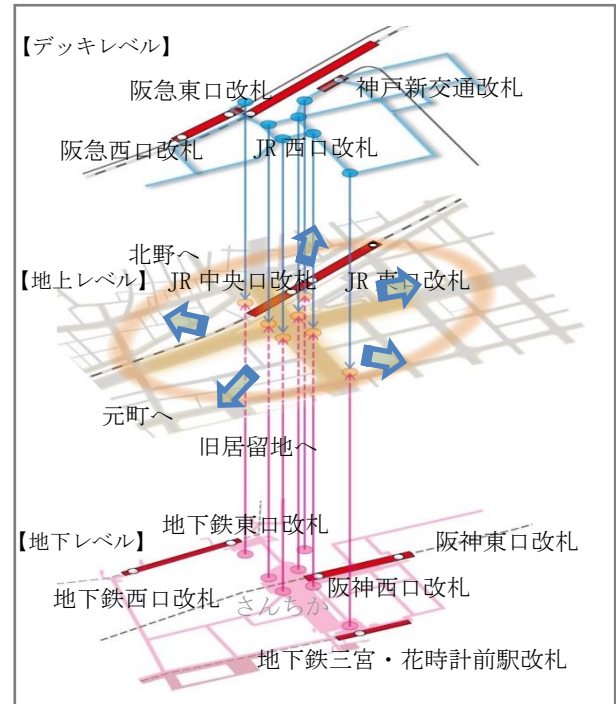 【デッキレベル】
阪急東口改札
神戸新交通改札
阪急西口改札
JR 西口改札
北野へ
【地上レベル】
JR 中央口改札
JR 東口改札
元町へ
旧居留地へ
地下鉄東口改札
【地下レベル】
阪神東口改札
地下鉄西口改札
さんちか
阪神西口改札
地下鉄三宮・花時計前駅改札